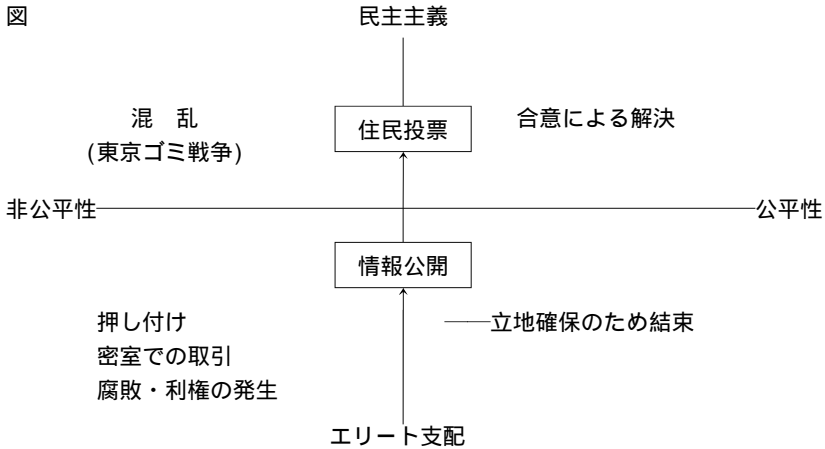 図
民主主義
混 乱
(東京ゴミ戦争)
住民投票
合意による解決
非公平性
公平性
情報公開
押し付け
密室での取引
腐敗・利権の発生
──立地確保のため結束
エリート支配